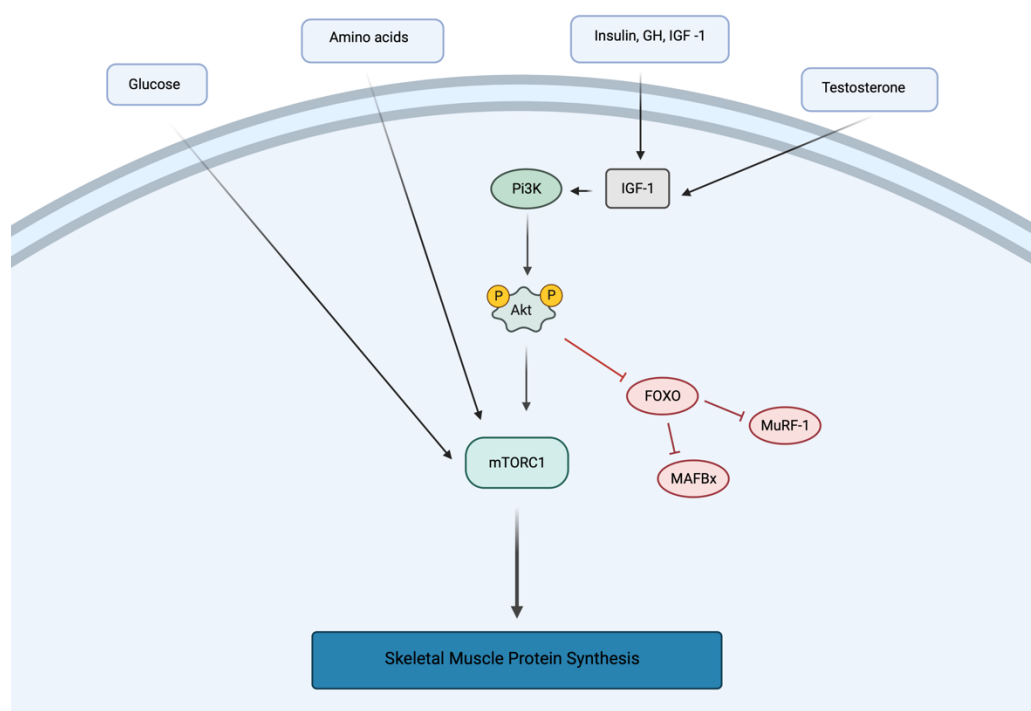 Amino acids
Insulin, GH, IGF -1
Glucose
Testosterone
Pi3K
IGF-1
P
P
Akt
FOXO
MuRF-1
mTORC1
MAFBx
Skeletal Muscle Protein Synthesis